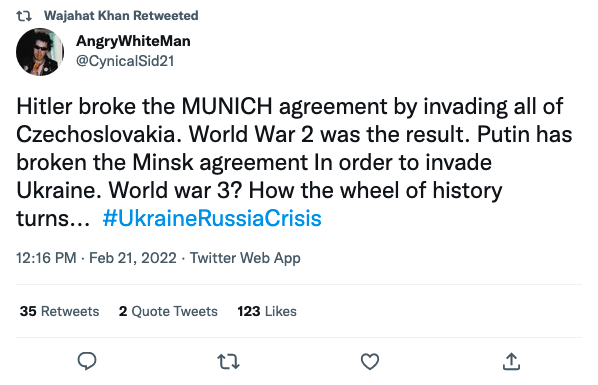 Wajahat Khan Retweeted
AngryWhiteMan
@CynicalSid21
Hitler broke the MUNICH agreement by invading all of
Czechoslovakia. World War 2 was the result. Putin has
broken the Minsk agreement In order to invade
Ukraine. World war 3? How the wheel of history
turns... #UkraineRussiaCrisis
12:16 PM · Feb 21, 2022 · Twitter Web App
35 Retweets 2 Quote Tweets 123 Likes